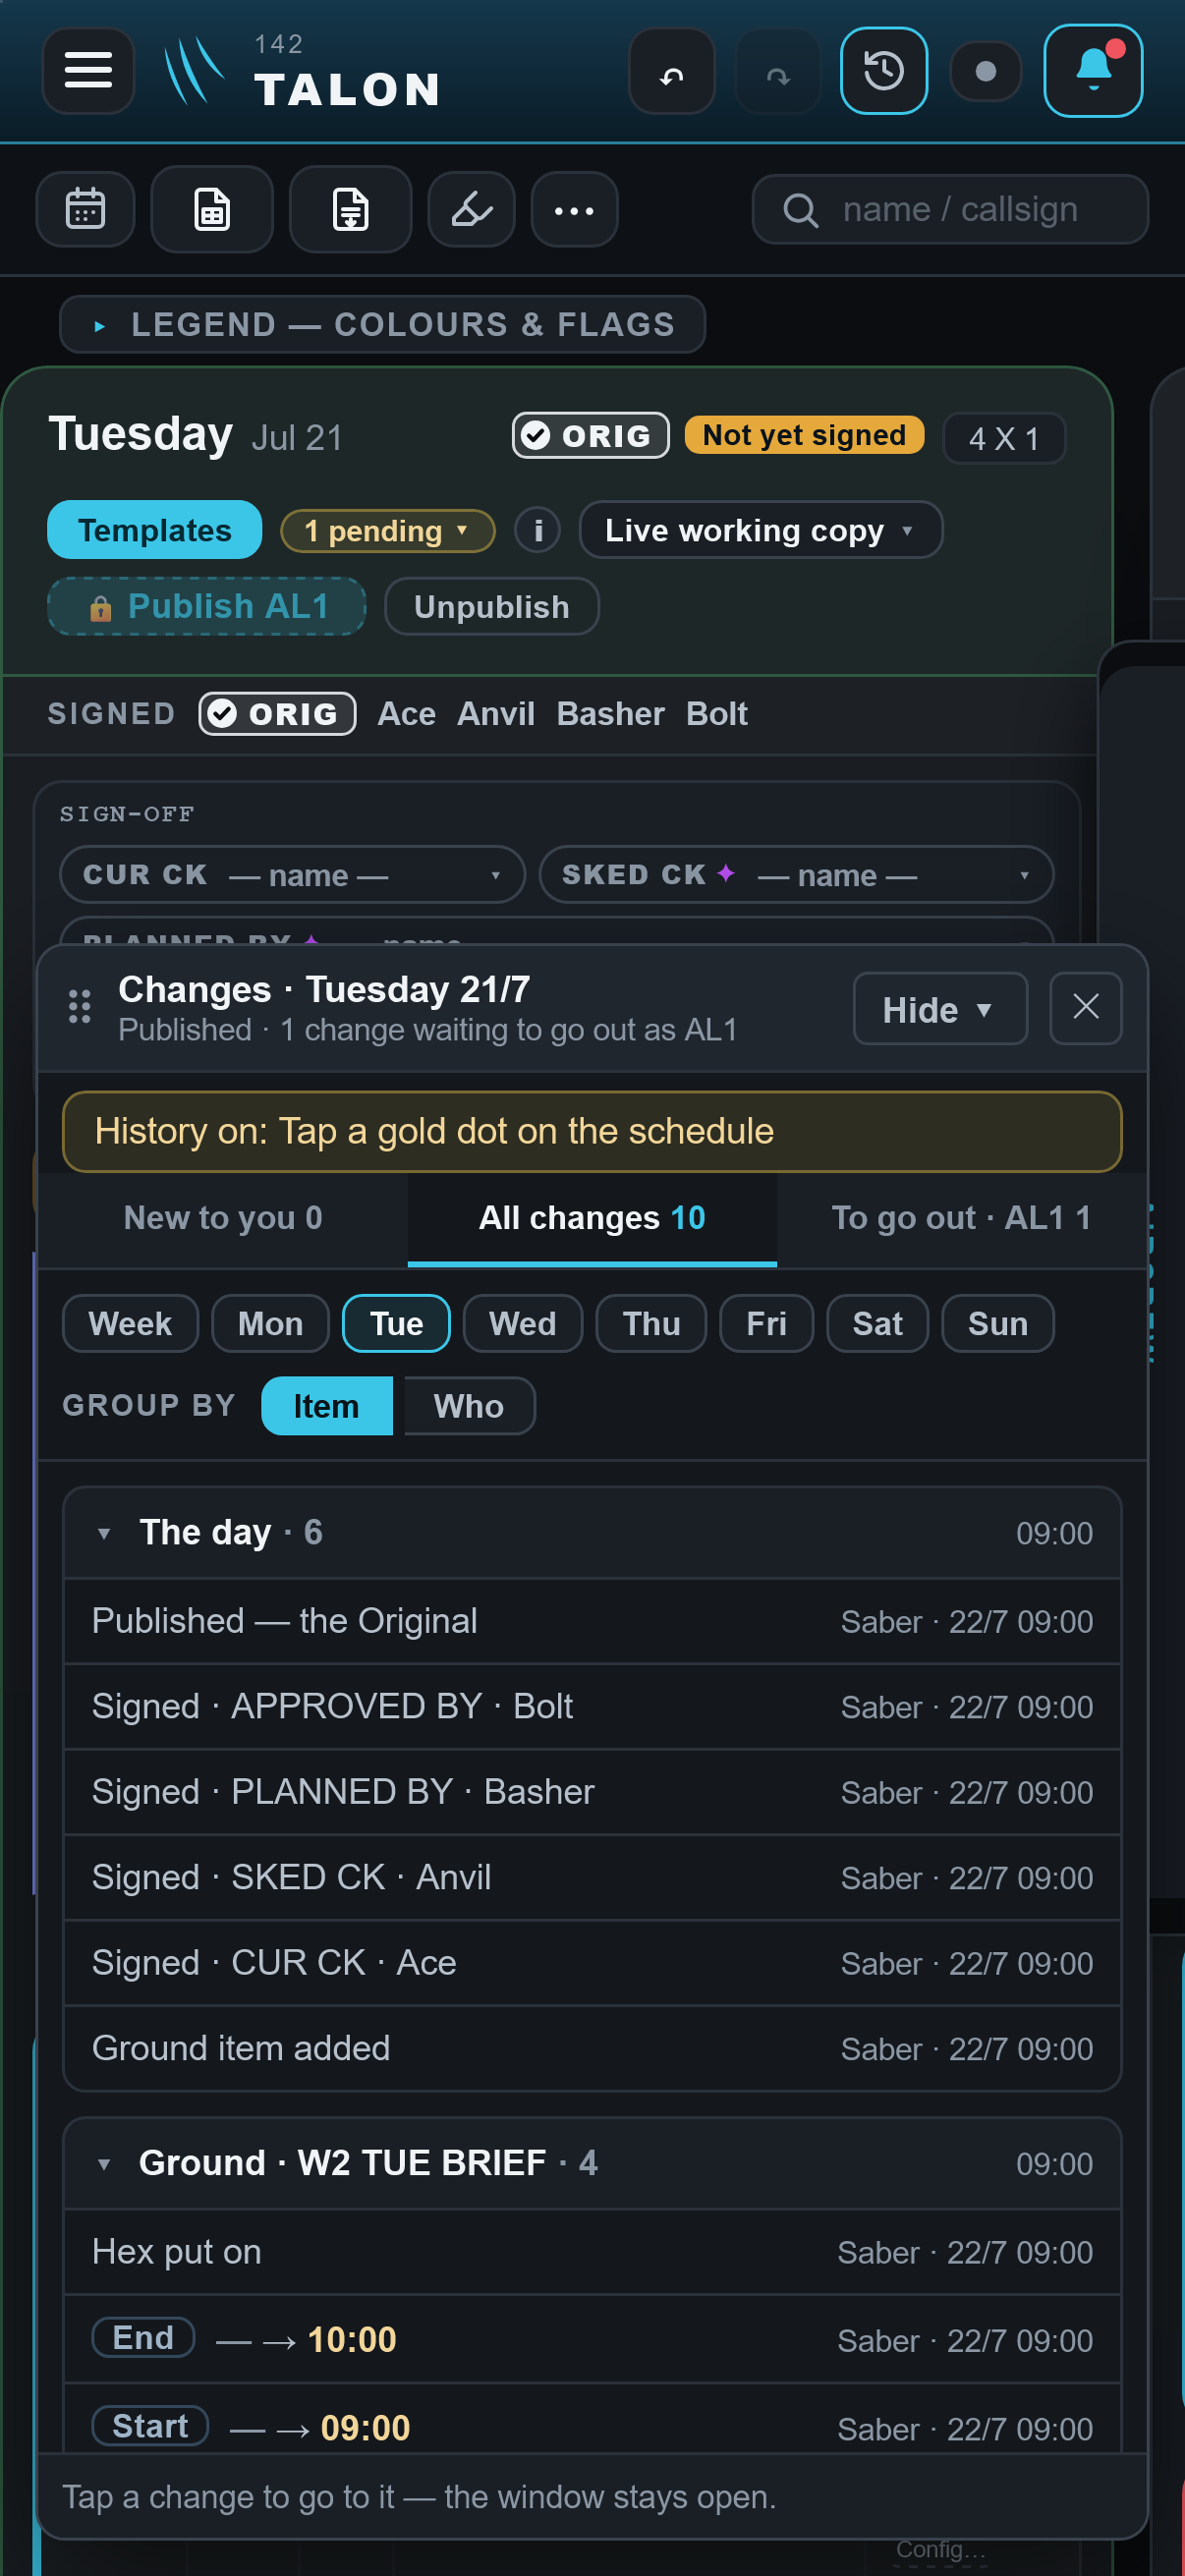 142
TALON
name / callsign
▸ LEGEND — COLOURS & FLAGS
Tuesday Jul 21 ORIG Not yet signed 4 X 1
Templates 1 pending ▾ i Live working copy ▾
Publish AL1 Unpublish
SIGNED ORIG Ace Anvil Basher Bolt
SIGN-OFF
CUR CK — name — ▾ SKED CK ✦ — name — ▾
PLANNED BY ✦ — name —
Changes · Tuesday 21/7
Published · 1 change waiting to go out as AL1
Hide ▾
History on: Tap a gold dot on the schedule
New to you 0 All changes 10 To go out · AL1 1
Week Mon Tue Wed Thu Fri Sat Sun
GROUP BY Item Who
▾ The day · 6 09:00
Published — the Original Saber · 22/7 09:00
Signed · APPROVED BY · Bolt Saber · 22/7 09:00
Signed · PLANNED BY · Basher Saber · 22/7 09:00
Signed · SKED CK · Anvil Saber · 22/7 09:00
Signed · CUR CK · Ace Saber · 22/7 09:00
Ground item added Saber · 22/7 09:00
▾ Ground · W2 TUE BRIEF · 4 09:00
Hex put on Saber · 22/7 09:00
End — → 10:00 Saber · 22/7 09:00
Start — → 09:00 Saber · 22/7 09:00
Tap a change to go to it — the window stays open.
Config...